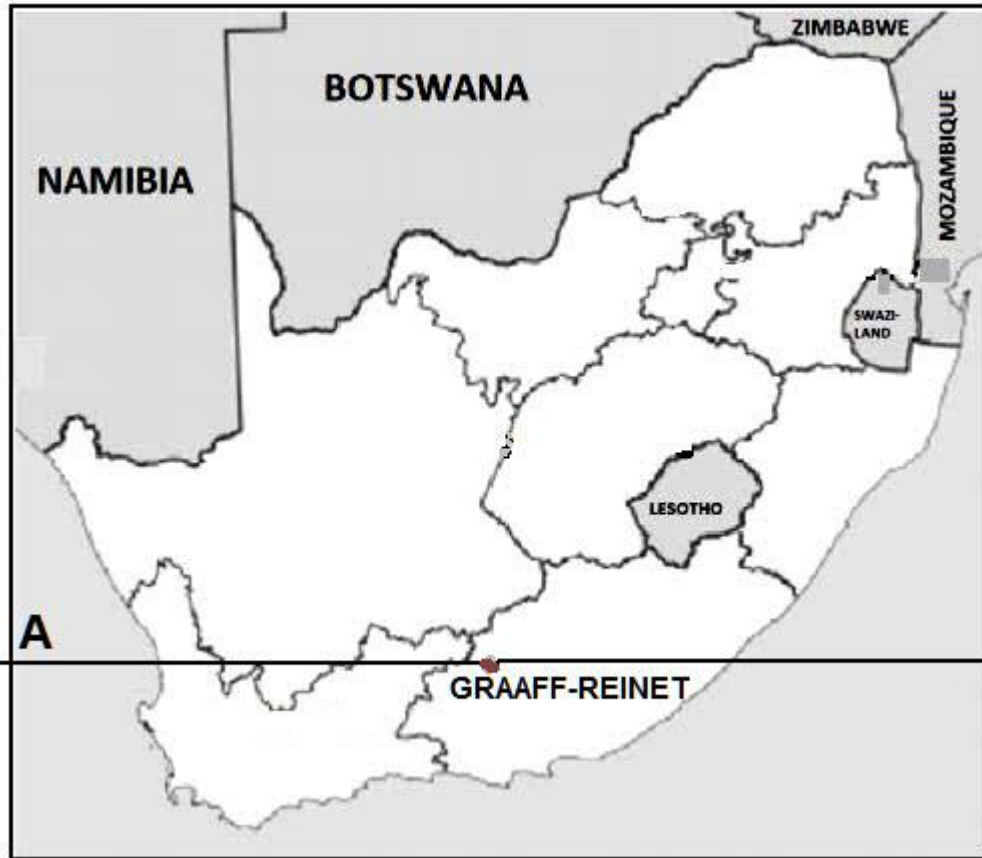 ZIMBABWE
BOTSWANA
NAMIBIA
MOZAMBIQUE
SWAZI-
LAND
LESOTHO
A
GRAAFF-REINET